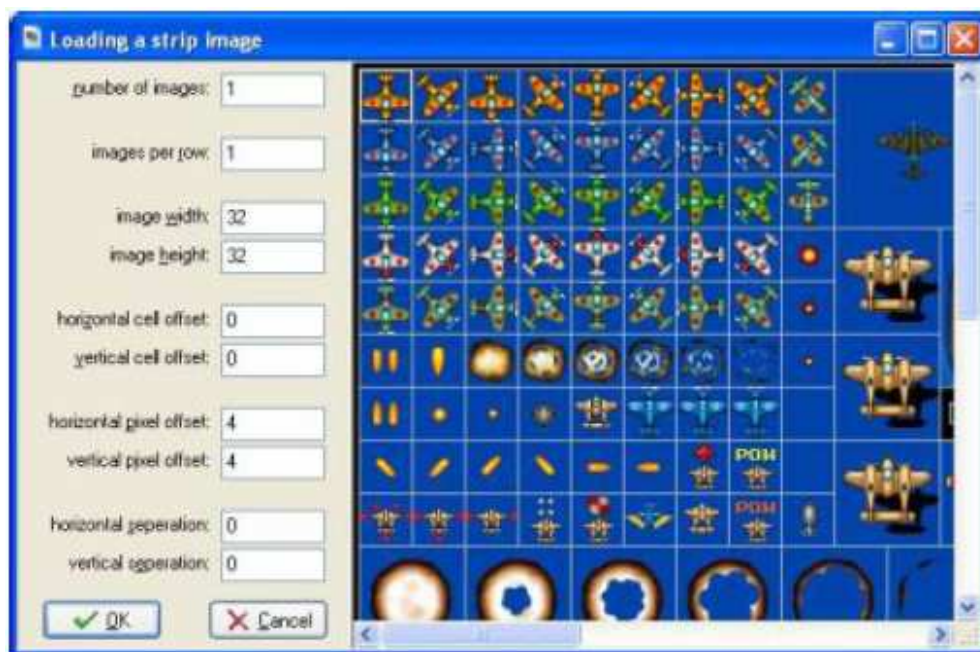 Loading a strip image
number of images: 1
images per row: 1
image width: 32
image height: 32
horizontal cell offset: 0
vertical cell offset: 0
horizontal pixel offset: 4
vertical pixel offset: 4
horizontal seperation: 0
vertical seperation: 0
OK
Cancel
POW
POW